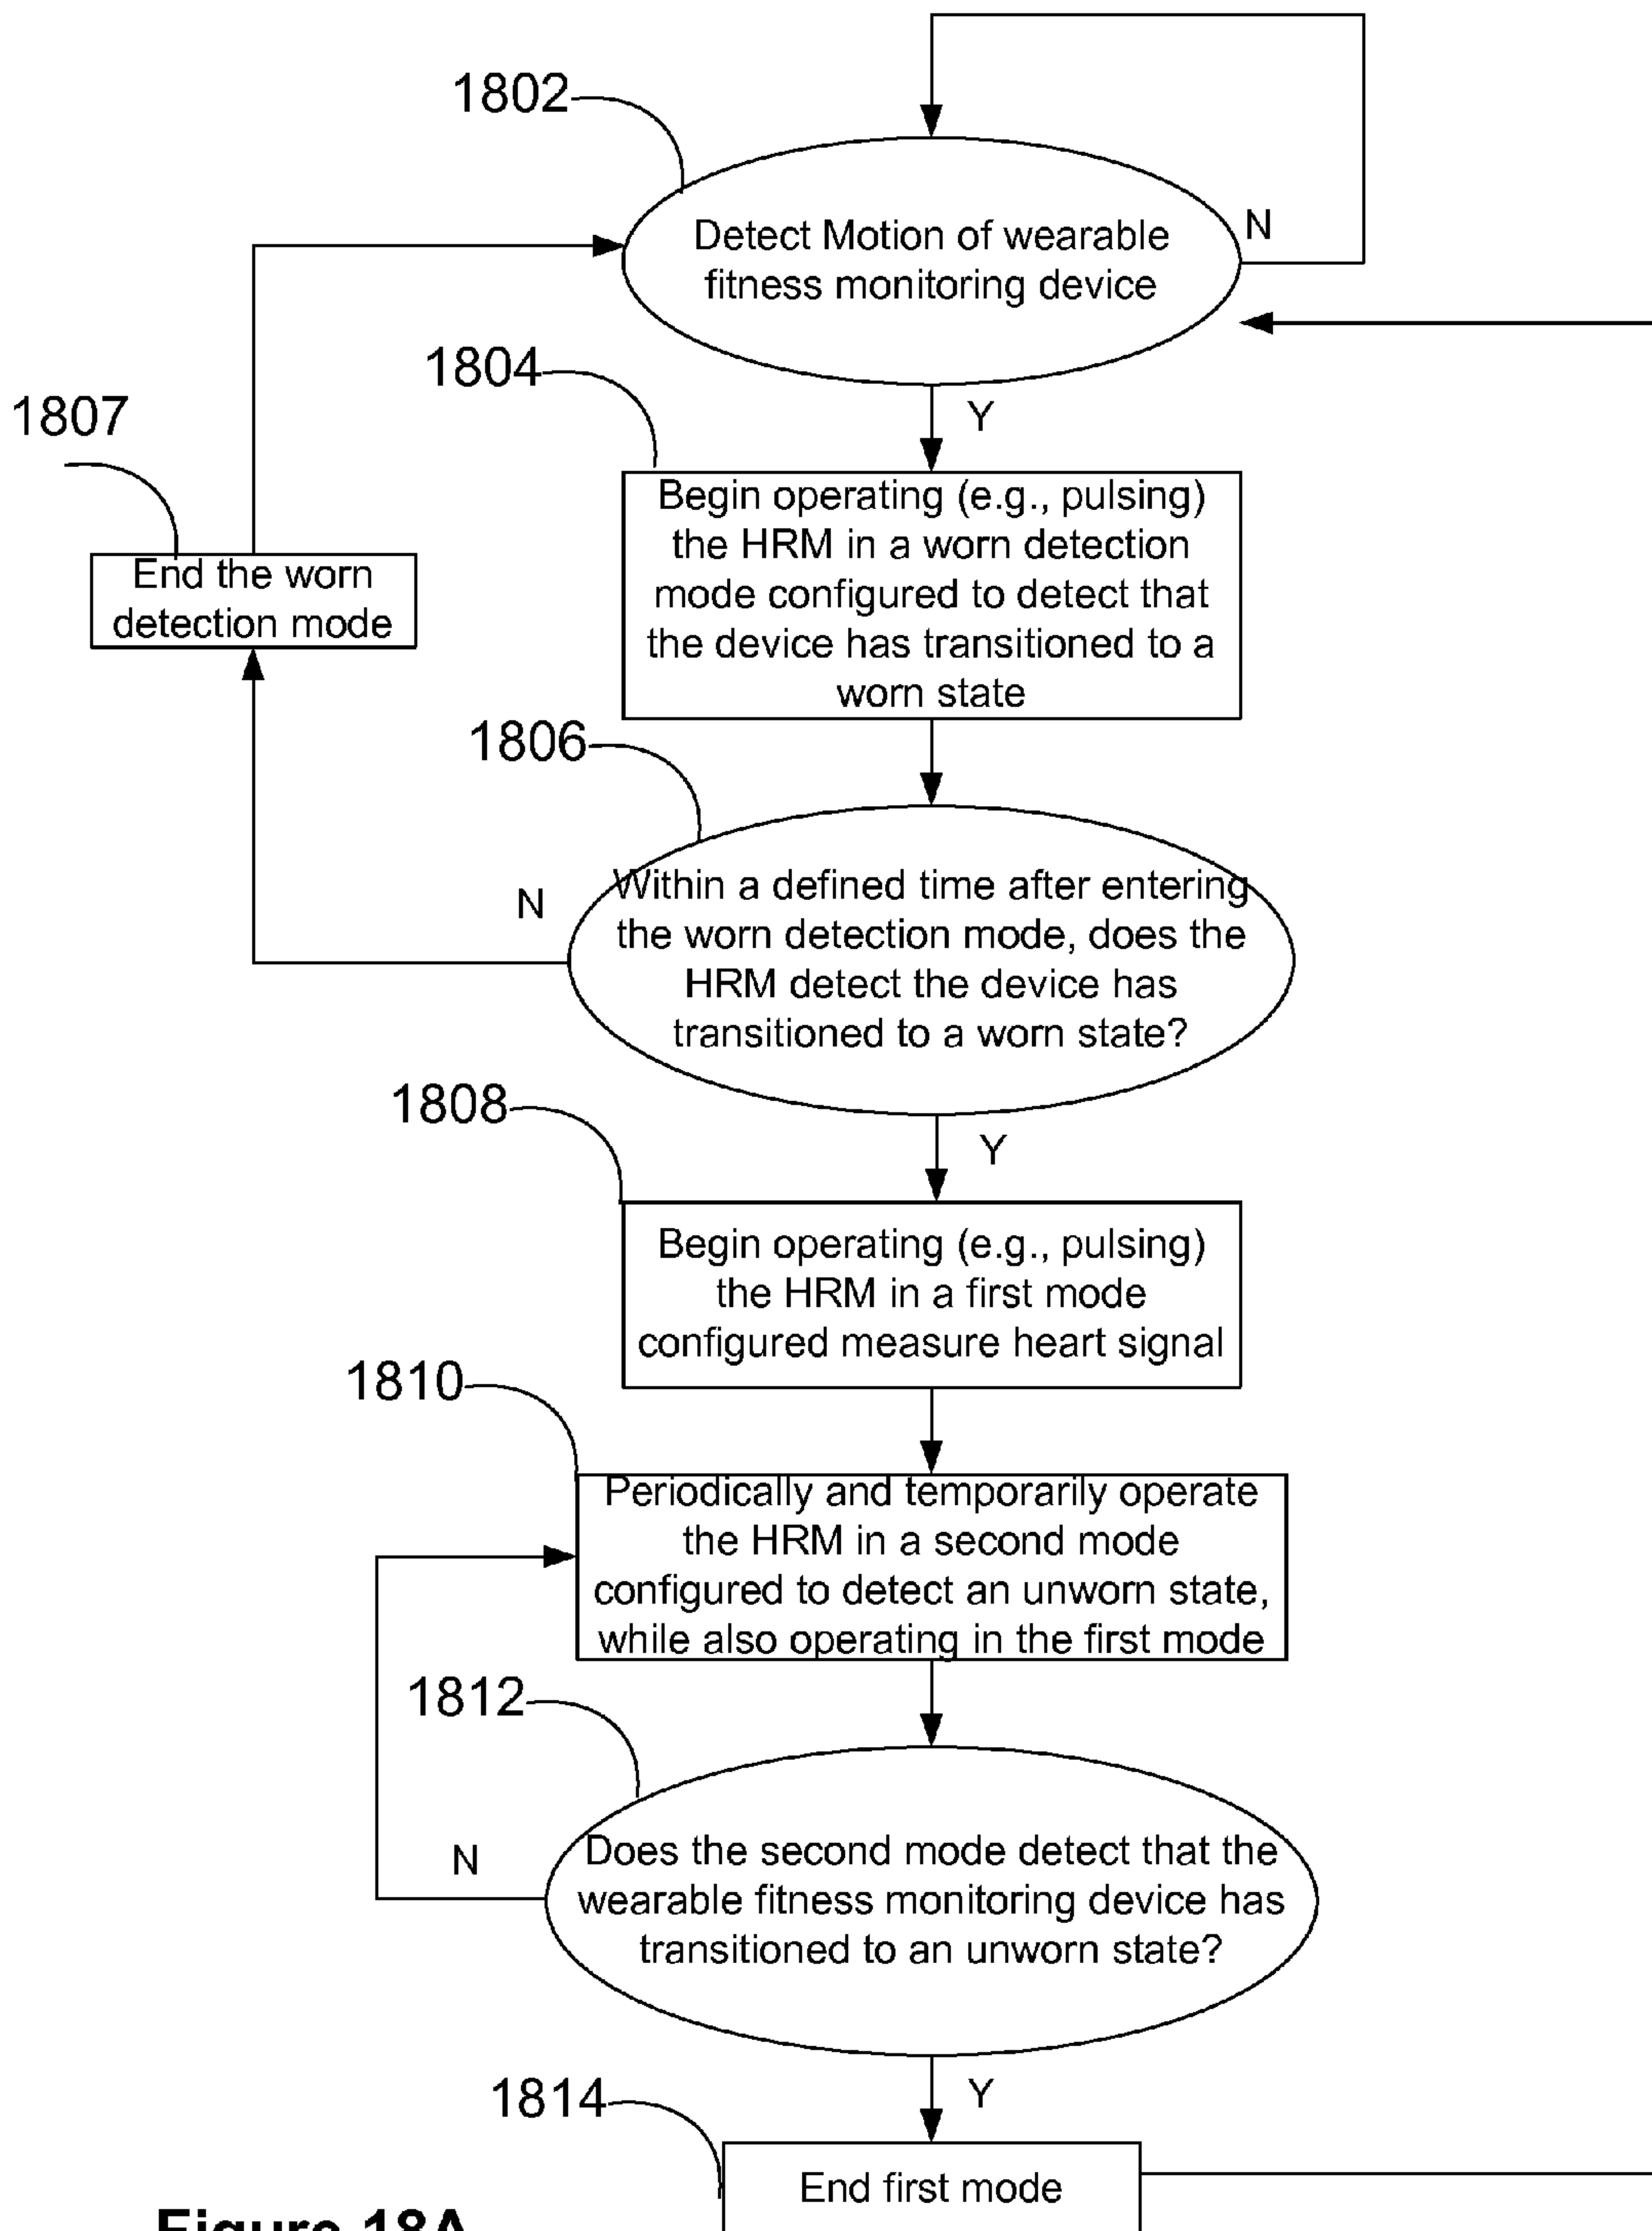 1802
Detect Motion of wearable
fitness monitoring device
N
1804
Y
1807
End the worn
detection mode
Begin operating (e.g., pulsing)
the HRM in a worn detection
mode configured to detect that
the device has transitioned to a
worn state
1806
N
Within a defined time after entering
the worn detection mode, does the
HRM detect the device has
transitioned to a worn state?
1808
Y
Begin operating (e.g., pulsing)
the HRM in a first mode
configured measure heart signal
1810
Periodically and temporarily operate
the HRM in a second mode
configured to detect an unworn state,
while also operating in the first mode
1812
N
Does the second mode detect that the
wearable fitness monitoring device has
transitioned to an unworn state?
1814
Y
End first mode
Figure 18A